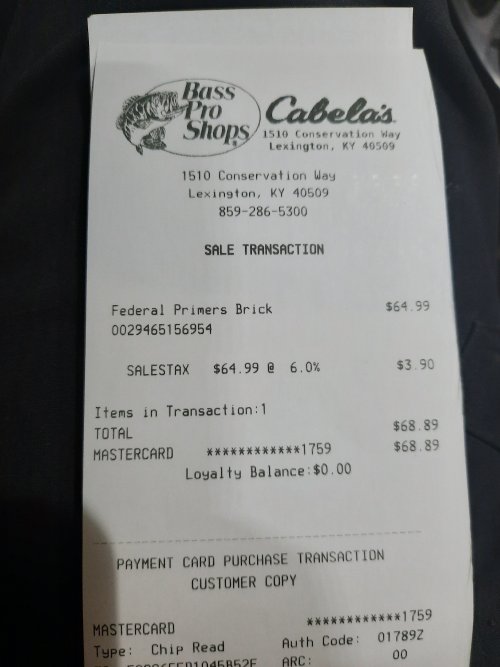 Bass
Pro
Shops
Cabela's
1510 Conservation Way
Lexington, KY 40509
1510 Conservation Way
Lexington, KY 40509
859-286-5300
SALE TRANSACTION
Federal Primers Brick $64.99
0029465156954
SALESTAX $64.99 @ 6.0% $3.90
Items in Transaction:1
TOTAL $68.89
MASTERCARD ************1759 $68.89
Loyalty Balance:$0.00
PAYMENT CARD PURCHASE TRANSACTION
CUSTOMER COPY
MASTERCARD ************1759
Type: Chip Read Auth Code: 01789Z
ARC: 00